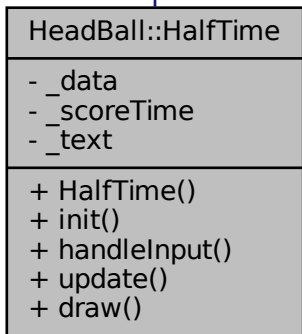 HeadBall::HalfTime
- _data
- _scoreTime
- _text
+ HalfTime()
+ init()
+ handleInput()
+ update()
+ draw()